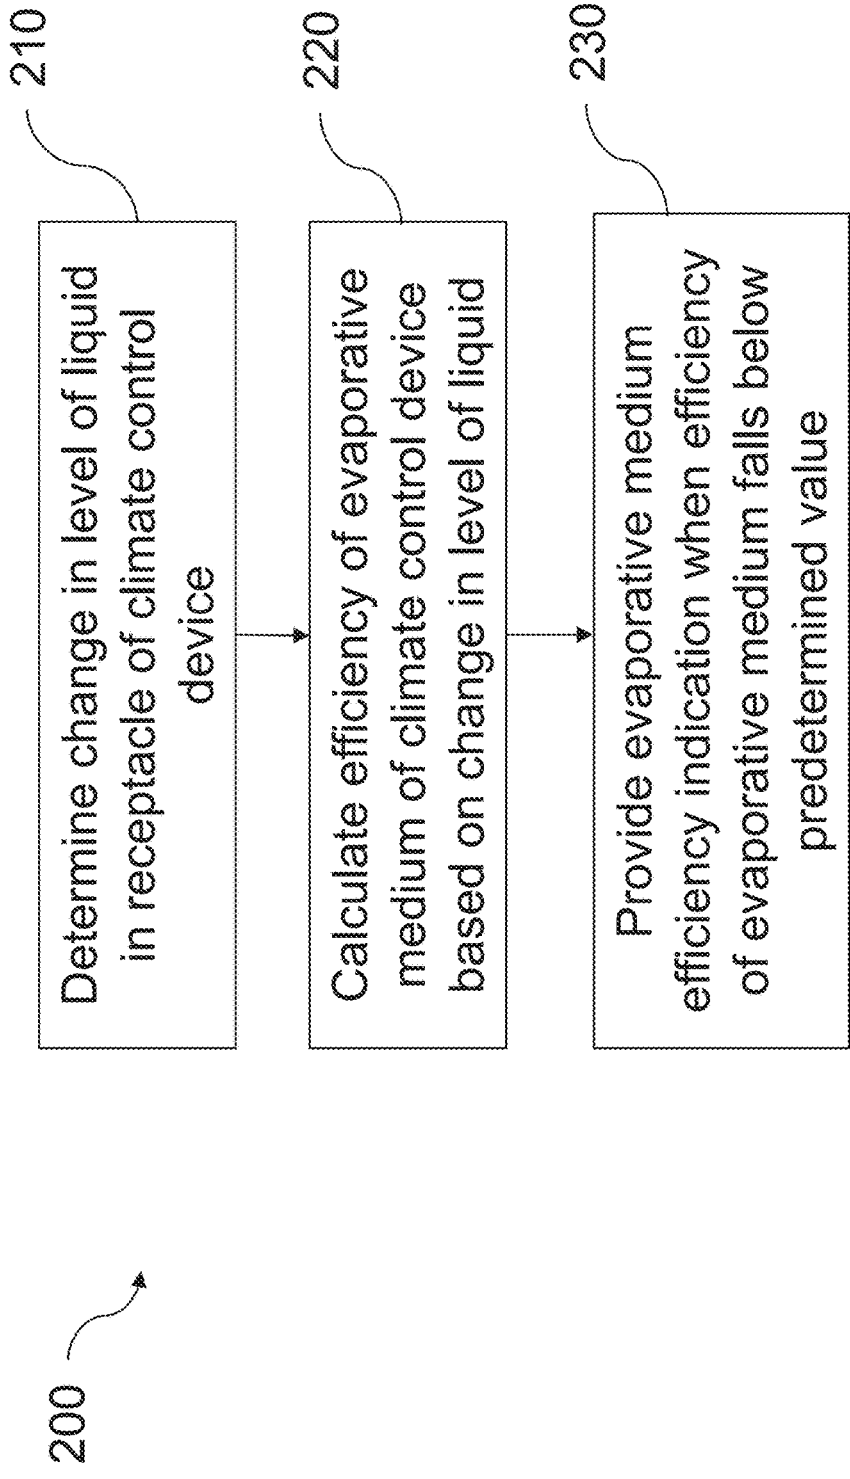 200
210
Determine change in level of liquid
in receptacle of climate control
device
220
Calculate efficiency of evaporative
medium of climate control device
based on change in level of liquid
230
Provide evaporative medium
efficiency indication when efficiency
of evaporative medium falls below
predetermined value